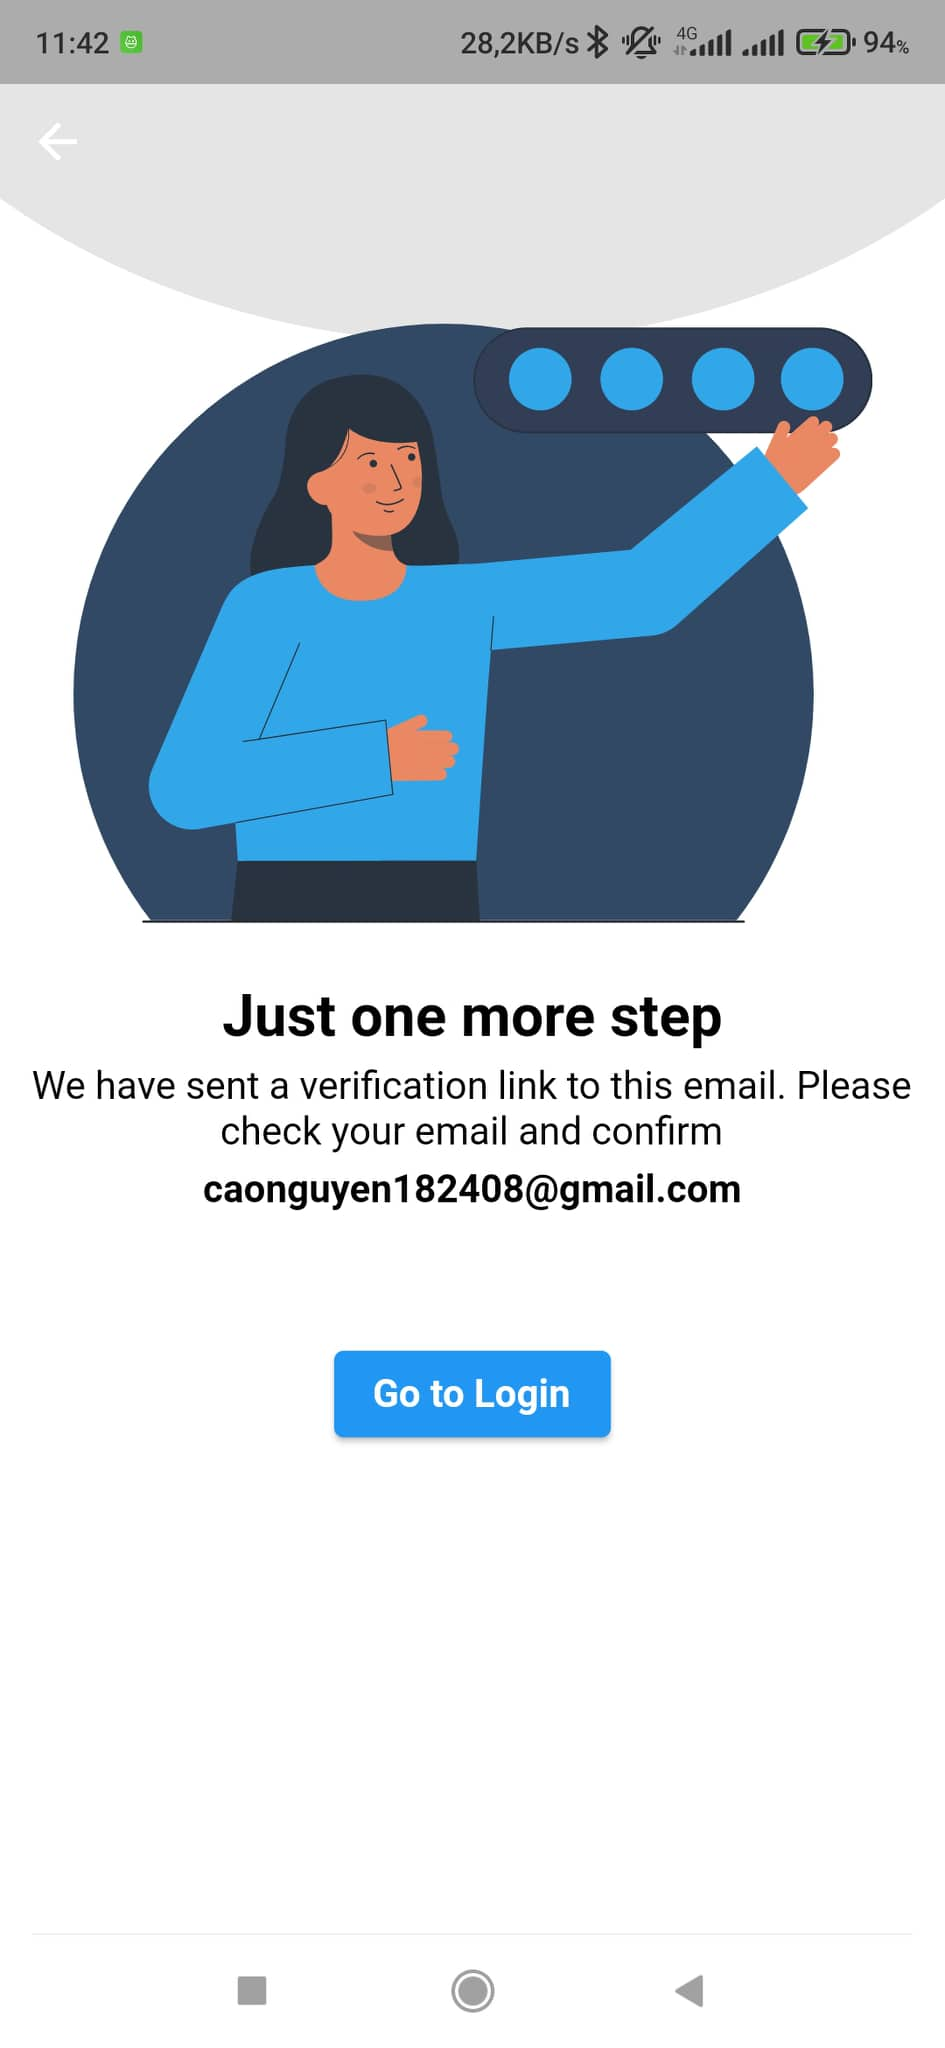 11:42 28,2KB/s 4G 94%
Just one more step
We have sent a verification link to this email. Please
check your email and confirm
caonguyen182408@gmail.com
Go to Login